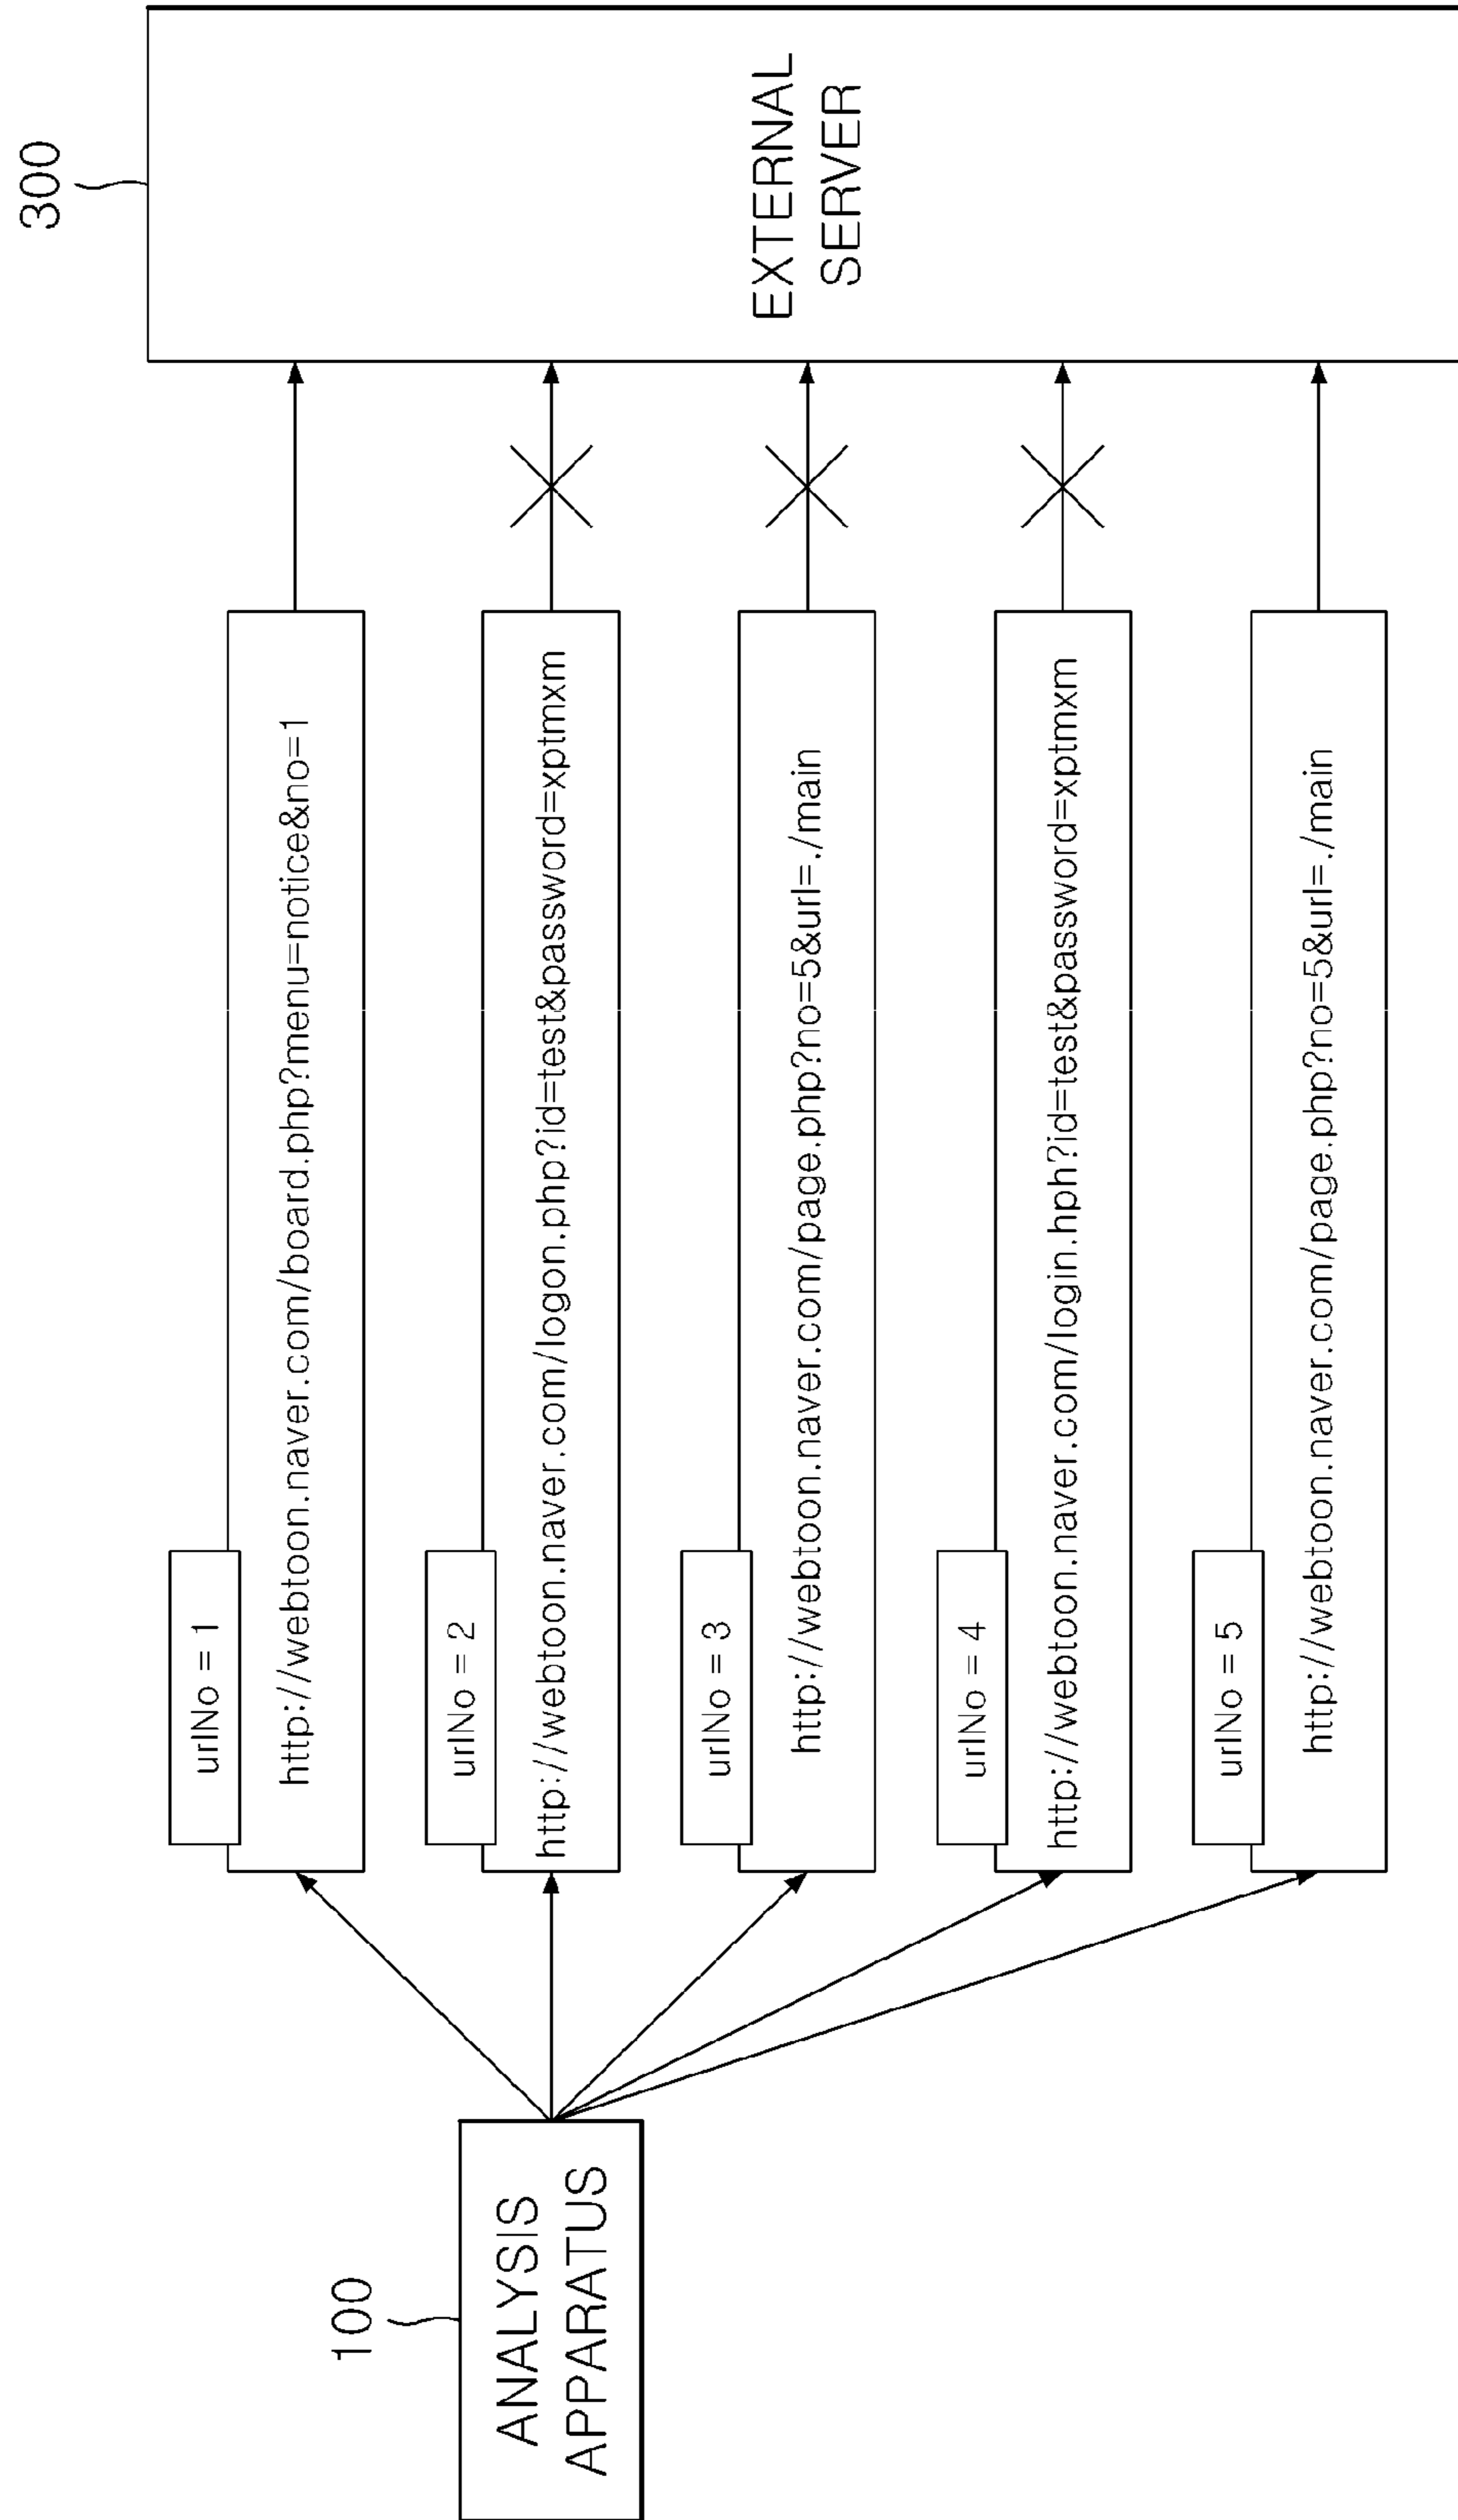 100
ANALYSIS
APPARATUS
urlNo = 1
http://webtoon.naver.com/board.php?menu=notice&no=1
urlNo = 2
http://webtoon.naver.com/logon.php?id=test&password=xptmxm
urlNo = 3
http://webtoon.naver.com/page.php?no=5&url=./main
urlNo = 4
http://webtoon.naver.com/login.hph?id=test&password=xptmxm
urlNo = 5
http://webtoon.naver.com/page.php?no=5&url=./main
300
EXTERNAL
SERVER